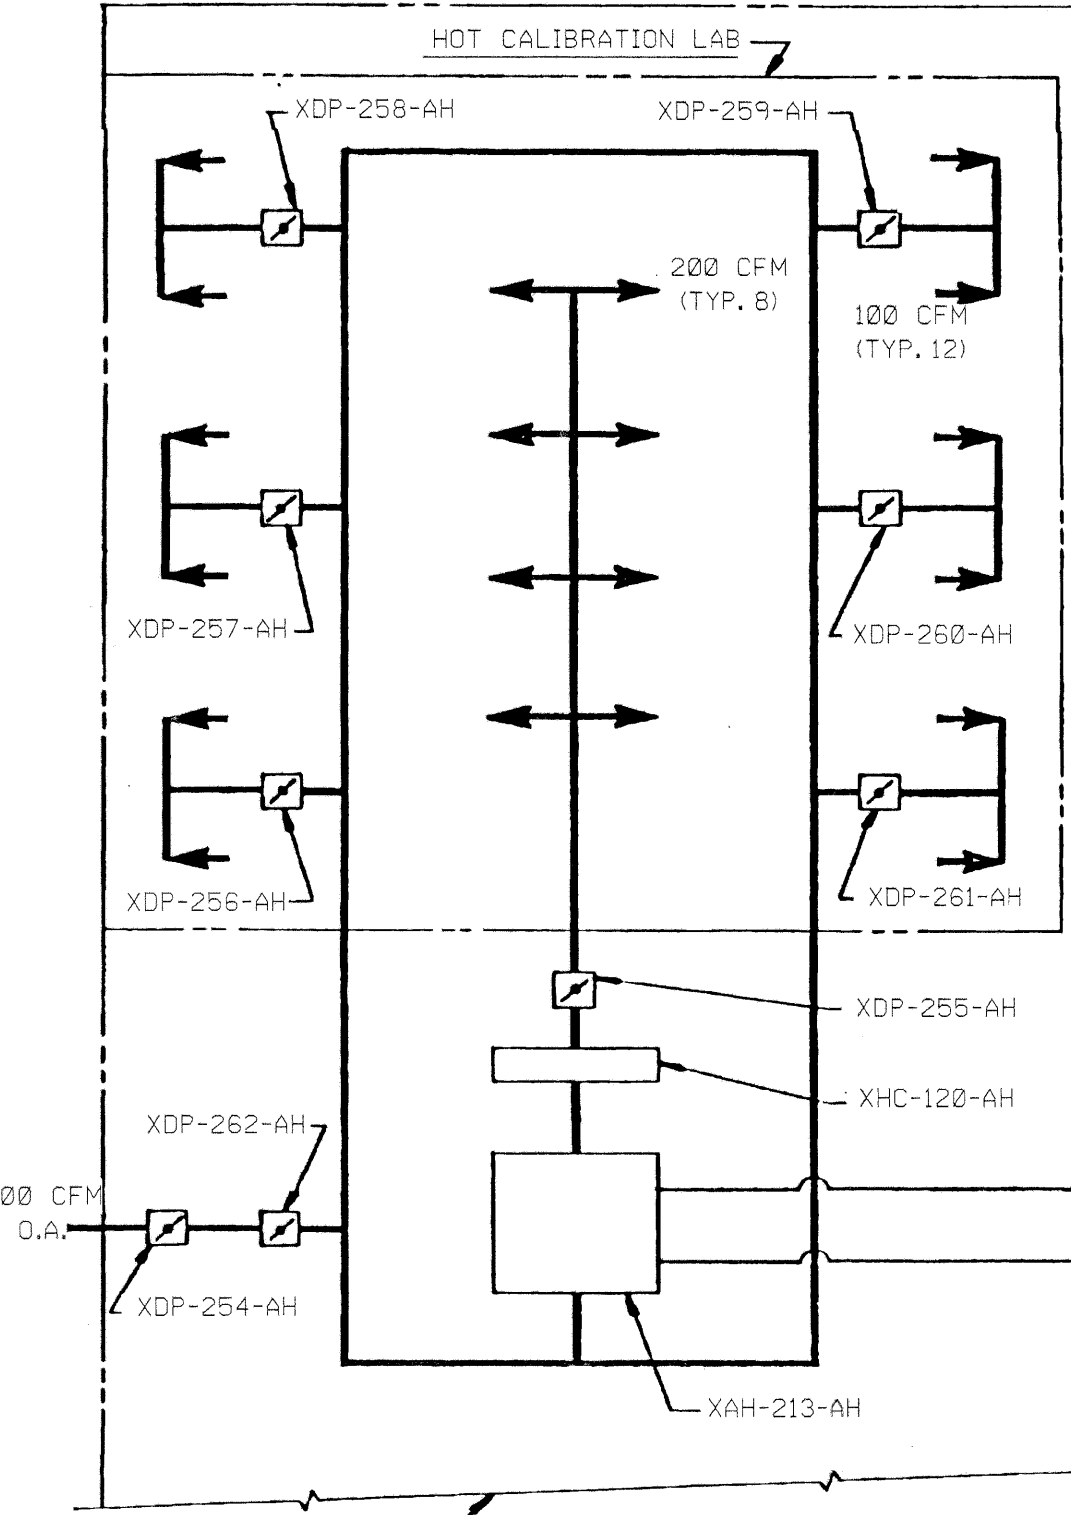 HOT CALIBRATION LAB
XDP-258-AH
XDP-259-AH
200 CFM
(TYP. 8)
100 CFM
(TYP. 12)
XDP-257-AH
XDP-260-AH
XDP-256-AH
XDP-261-AH
XDP-255-AH
XHC-120-AH
XDP-262-AH
00 CFM
O.A.
XDP-254-AH
XAH-213-AH